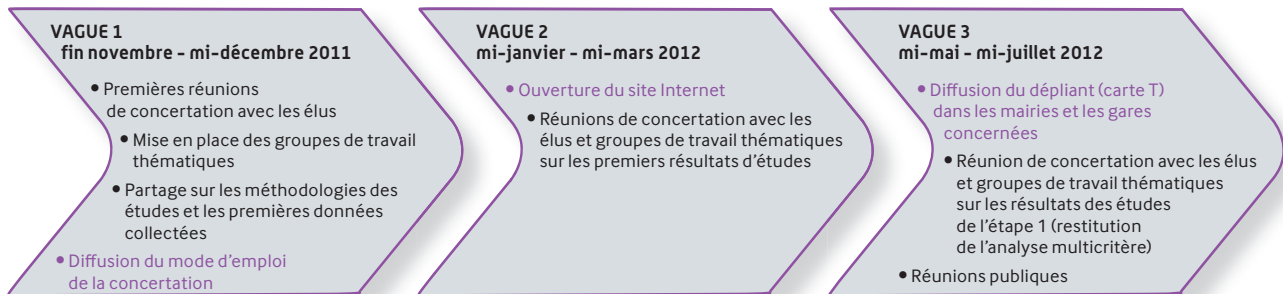 VAGUE 1
fin novembre - mi-décembre 2011
• Premières réunions
de concertation avec les élus
• Mise en place des groupes de travail
thématiques
• Partage sur les méthodologies des
études et les premières données
collectées
• Diffusion du mode d'emploi
de la concertation
VAGUE 2
mi-janvier - mi-mars 2012
• Ouverture du site Internet
• Réunions de concertation avec les
élus et groupes de travail thématiques
sur les premiers résultats d'études
VAGUE 3
mi-mai - mi-juillet 2012
• Diffusion du dépliant (carte T)
dans les mairies et les gares
concernées
• Réunion de concertation avec les élus
et groupes de travail thématiques
sur les résultats des études
de l'étape 1 (restitution
de l'analyse multicritère)
• Réunions publiques